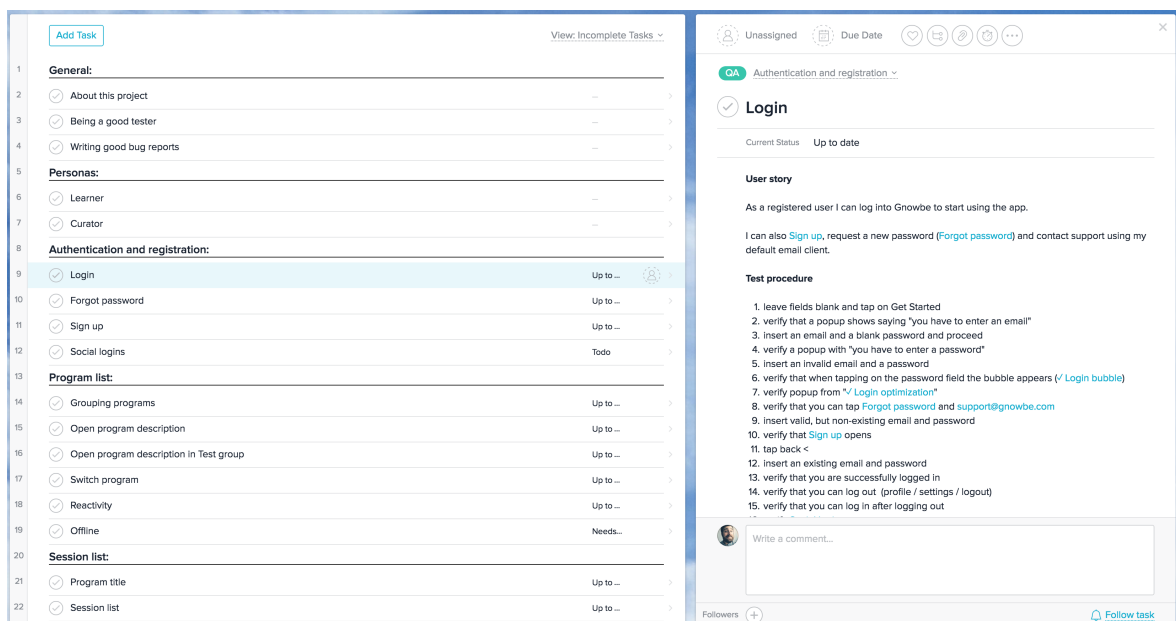 Add Task
View: Incomplete Tasks
1 General:
2 About this project –
3 Being a good tester –
4 Writing good bug reports –
5 Personas:
6 Learner –
7 Curator –
8 Authentication and registration:
9 Login Up to ...
10 Forgot password Up to ...
11 Sign up Up to ...
12 Social logins Todo
13 Program list:
14 Grouping programs Up to ...
15 Open program description Up to ...
16 Open program description in Test group Up to ...
17 Switch program Up to ...
18 Reactivity Up to ...
19 Offline Needs...
20 Session list:
21 Program title Up to ...
22 Session list Up to ...
Unassigned Due Date
QA Authentication and registration
Login
Current Status Up to date
User story
As a registered user I can log into Gnowbe to start using the app.
I can also Sign up, request a new password (Forgot password) and contact support using my
default email client.
Test procedure
1. leave fields blank and tap on Get Started
2. verify that a popup shows saying "you have to enter an email"
3. insert an email and a blank password and proceed
4. verify a popup with "you have to enter a password"
5. insert an invalid email and a password
6. verify that when tapping on the password field the bubble appears (✓ Login bubble)
7. verify popup from "✓ Login optimization"
8. verify that you can tap Forgot password and support@gnowbe.com
9. insert valid, but non-existing email and password
10. verify that Sign up opens
11. tap back <
12. insert an existing email and password
13. verify that you are successfully logged in
14. verify that you can log out (profile / settings / logout)
15. verify that you can log in after logging out
Write a comment...
Followers
Follow task